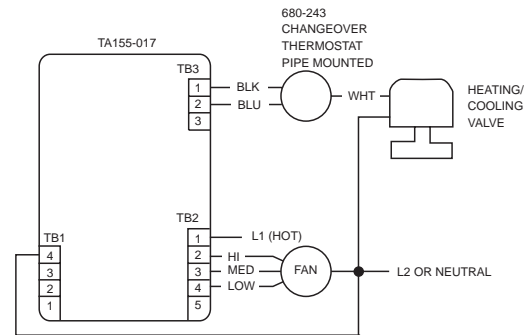 680-243
CHANGEOVER
THERMOSTAT
PIPE MOUNTED
TA155-017
TB3
1
BLK
2
BLU
3
WHT
HEATING/
COOLING
VALVE
TB2
1
L1 (HOT)
2
HI
3
MED
4
LOW
5
FAN
L2 OR NEUTRAL
TB1
4
3
2
1